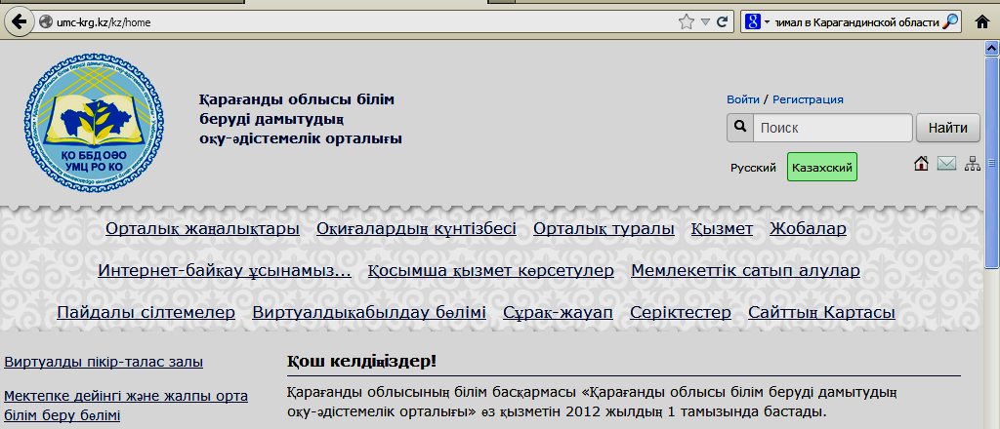 umc-krg.kz/kz/home
тимал в Карагандинской области
ҚО ББД ОӘО
УМЦ РО КО
Қарағанды облысы білім
беруді дамытудың
оқу-әдістемелік орталығы
Войти / Регистрация
Поиск
Найти
Русский Казахский
Орталық жаңалықтары Оқиғалардың күнтізбесі Орталық туралы Қызмет Жобалар
Интернет-байқау ұсынамыз... Қосымша қызмет көрсетулер Мемлекеттік сатып алулар
Пайдалы сілтемелер Виртуалдықабылдау бөлімі Сұрақ-жауап Серіктестер Сайттың Картасы
Виртуалды пікір-талас залы
Мектепке дейінгі және жалпы орта
білім беру бөлімі
Қош келдіңіздер!
Қарағанды облысының білім басқармасы «Қарағанды облысы білім беруді дамытудың
оқу-әдістемелік орталығы» өз қызметін 2012 жылдың 1 тамызында бастады.